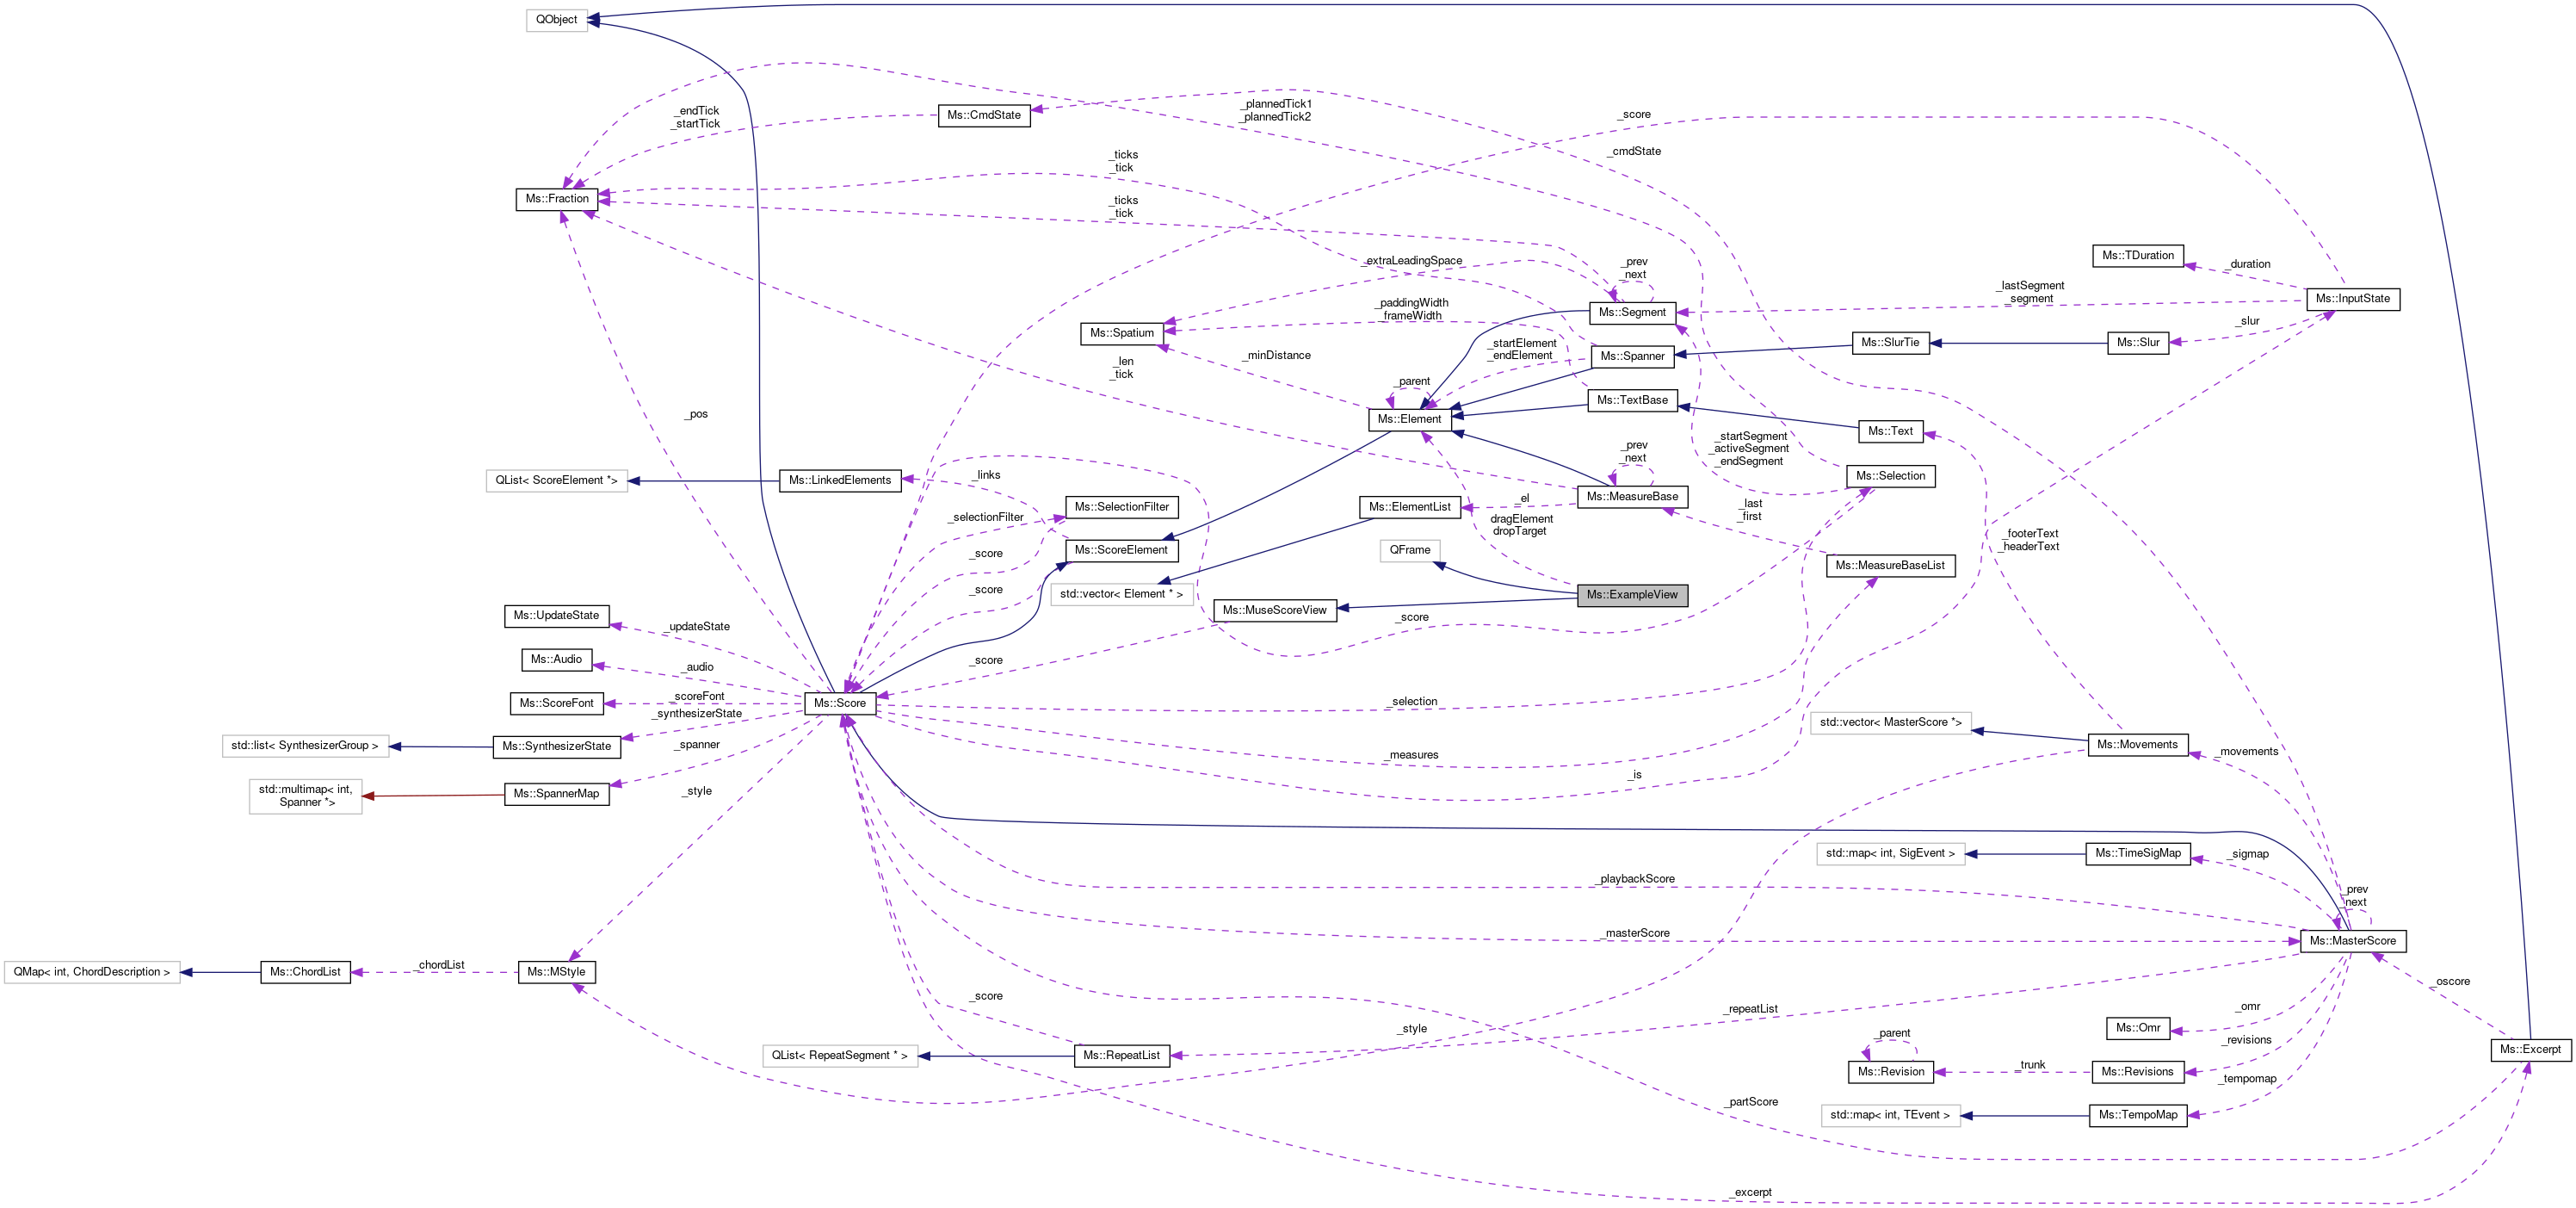 QObject
_endTick
_startTick
Ms::CmdState
_plannedTick1
_plannedTick2
_score
_cmdState
_ticks
_tick
Ms::Fraction
_ticks
_tick
Ms::TDuration
_duration
_extraLeadingSpace
_prev
_next
_lastSegment
_segment
Ms::InputState
_paddingWidth
_frameWidth
Ms::Segment
_slur
Ms::Spatium
_startElement
_endElement
Ms::SlurTie
Ms::Slur
_minDistance
Ms::Spanner
_len
_tick
_parent
Ms::TextBase
_pos
Ms::Element
Ms::Text
_startSegment
_activeSegment
_endSegment
_prev
_next
QList< ScoreElement *>
Ms::LinkedElements
_links
Ms::Selection
Ms::MeasureBase
_el
Ms::ElementList
Ms::SelectionFilter
_selectionFilter
_last
_first
dragElement
dropTarget
_footerText
_headerText
_score
Ms::ScoreElement
QFrame
Ms::MeasureBaseList
_score
std::vector< Element * >
Ms::ExampleView
Ms::MuseScoreView
Ms::UpdateState
_updateState
_score
Ms::Audio
_audio
_score
Ms::ScoreFont
_scoreFont
Ms::Score
_selection
_synthesizerState
std::vector< MasterScore *>
std::list< SynthesizerGroup >
Ms::SynthesizerState
_spanner
Ms::Movements
_movements
_measures
_is
std::multimap< int,
Spanner *>
Ms::SpannerMap
_style
std::map< int, SigEvent >
Ms::TimeSigMap
_sigmap
_playbackScore
_prev
_next
_masterScore
Ms::MasterScore
QMap< int, ChordDescription >
Ms::ChordList
_chordList
Ms::MStyle
_oscore
_score
_repeatList
_omr
_style
Ms::Omr
_parent
_revisions
QList< RepeatSegment * >
Ms::RepeatList
Ms::Excerpt
Ms::Revision
_trunk
Ms::Revisions
_tempomap
_partScore
std::map< int, TEvent >
Ms::TempoMap
_excerpt